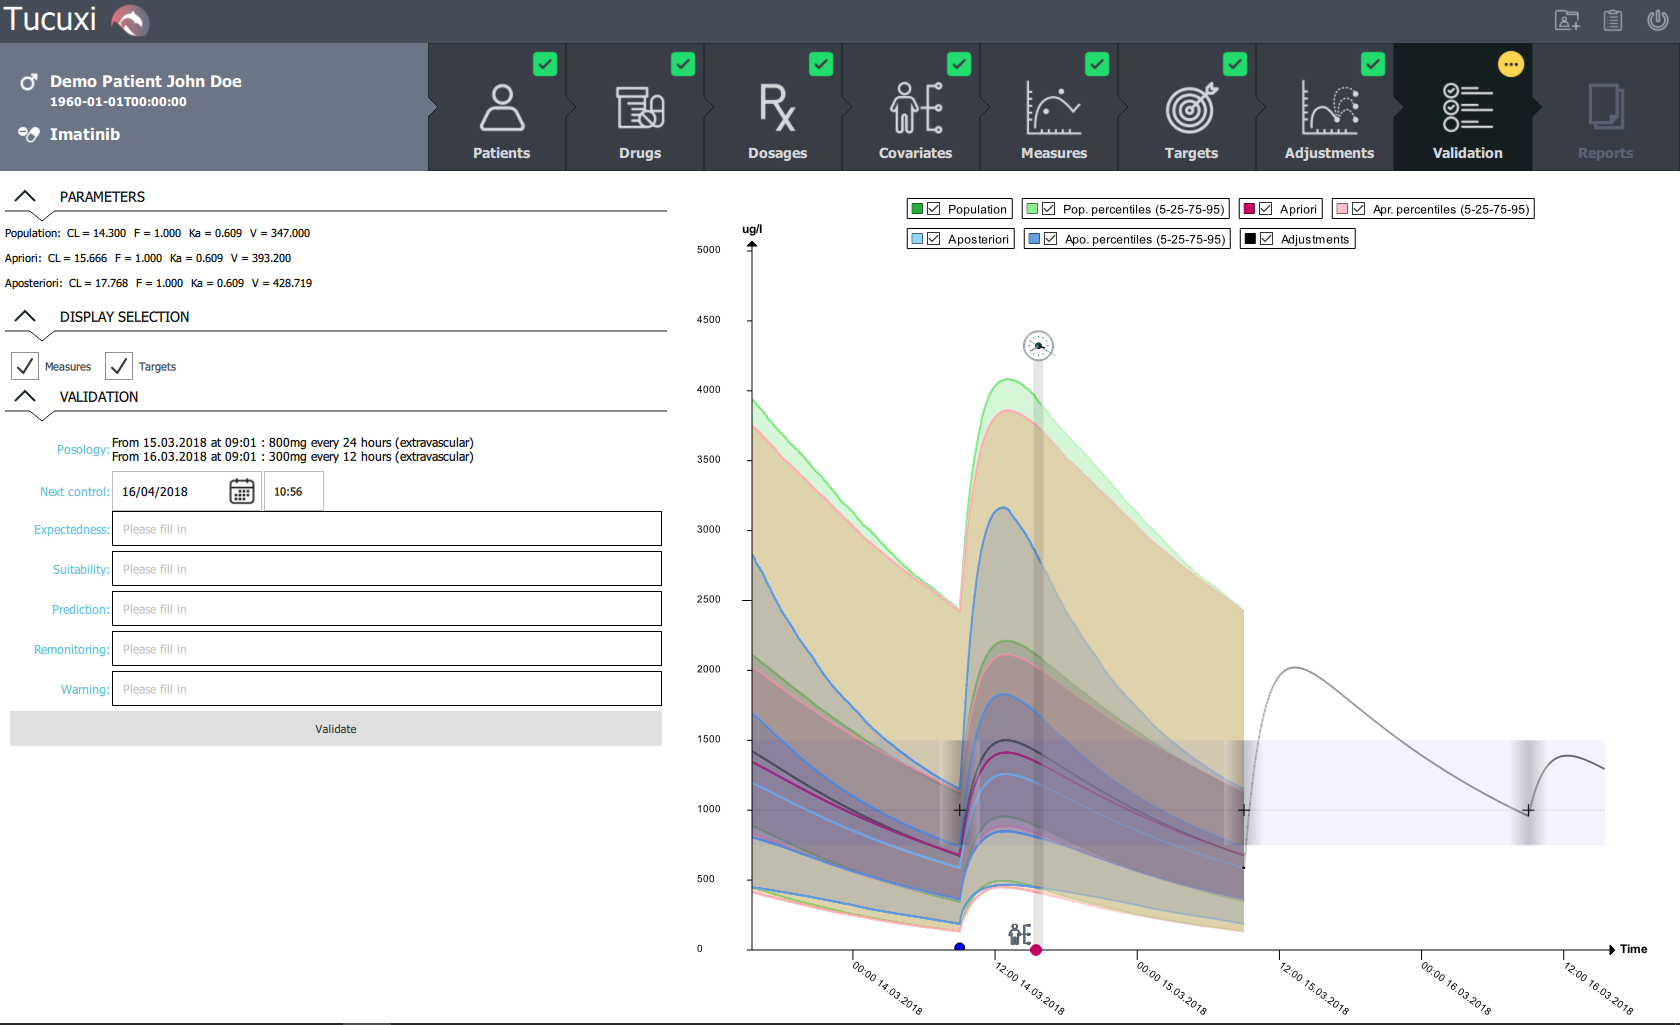 Tucuxi
Demo Patient John Doe
1960-01-01T00:00:00
Imatinib
Patients
Drugs
Rx
Dosages
Covariates
Measures
Targets
Adjustments
Validation
Reports
PARAMETERS
Population: CL = 14.300 F = 1.000 Ka = 0.609 V = 347.000
Apriori: CL = 15.666 F = 1.000 Ka = 0.609 V = 393.200
Aposteriori: CL = 17.768 F = 1.000 Ka = 0.609 V = 428.719
DISPLAY SELECTION
Measures Targets
VALIDATION
Posology: From 15.03.2018 at 09:01 : 800mg every 24 hours (extravascular)
From 16.03.2018 at 09:01 : 300mg every 12 hours (extravascular)
Next control: 16/04/2018 10:56
Expectedness: Please fill in
Suitability: Please fill in
Prediction: Please fill in
Remonitoring: Please fill in
Warning: Please fill in
Validate
Population Pop. percentiles (5-25-75-95) Apriori Apr. percentiles (5-25-75-95)
Aposteriori Apo. percentiles (5-25-75-95) Adjustments
ug/l
5000
4500
4000
3500
3000
2500
2000
1500
1000
500
0
Time
00:00 14.03.2018
12:00 14.03.2018
00:00 15.03.2018
12:00 15.03.2018
00:00 16.03.2018
12:00 16.03.2018